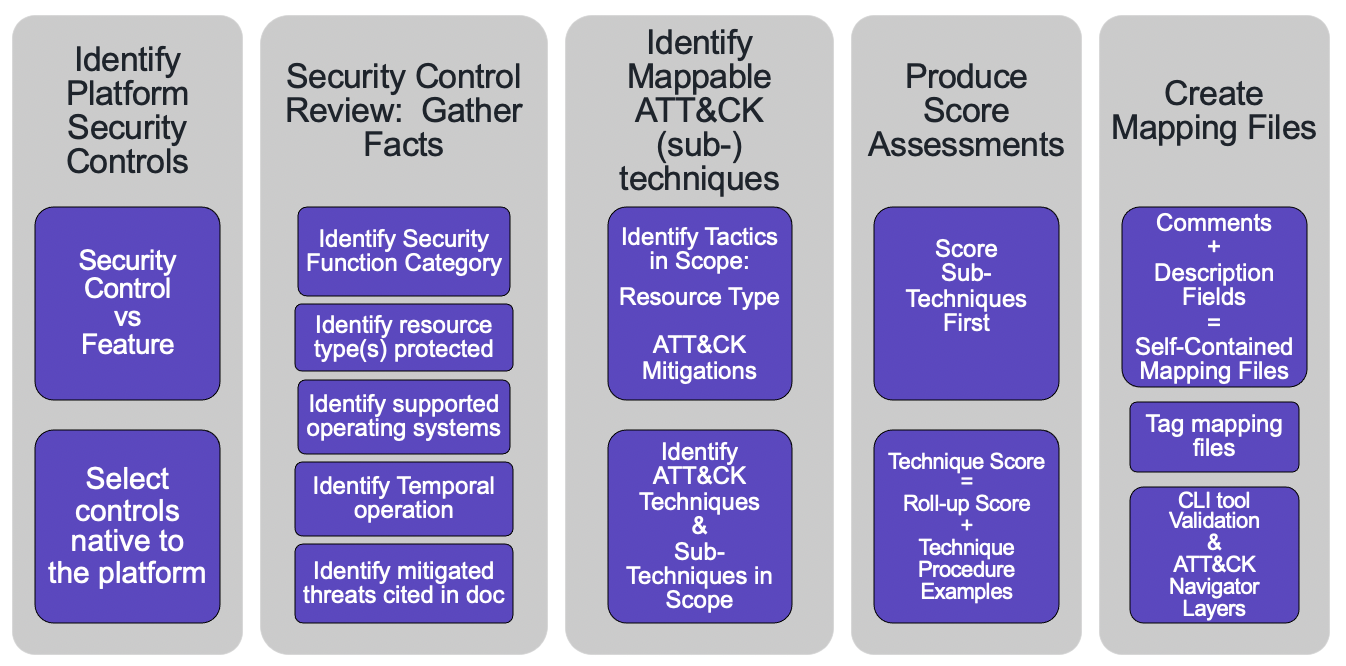 Identify
Platform
Security
Controls
Security
Control
vs
Feature
Select
controls
native to
the platform
Security Control
Review:  Gather
Facts
Identify Security
Function Category
Identify resource
type(s) protected
Identify supported
operating systems
Identify Temporal
operation
Identify mitigated
threats cited in doc
Identify
Mappable
ATT&CK
(sub-)
techniques
Identify Tactics
in Scope:
Resource Type
ATT&CK
Mitigations
Identify
ATT&CK
Techniques
&
Sub-
Techniques in
Scope
Produce
Score
Assessments
Score
Sub-
Techniques
First
Technique Score
=
Roll-up Score
+
Technique
Procedure
Examples
Create
Mapping Files
Comments
+
Description
Fields
=
Self-Contained
Mapping Files
Tag mapping
files
CLI tool
Validation
&
ATT&CK
Navigator
Layers